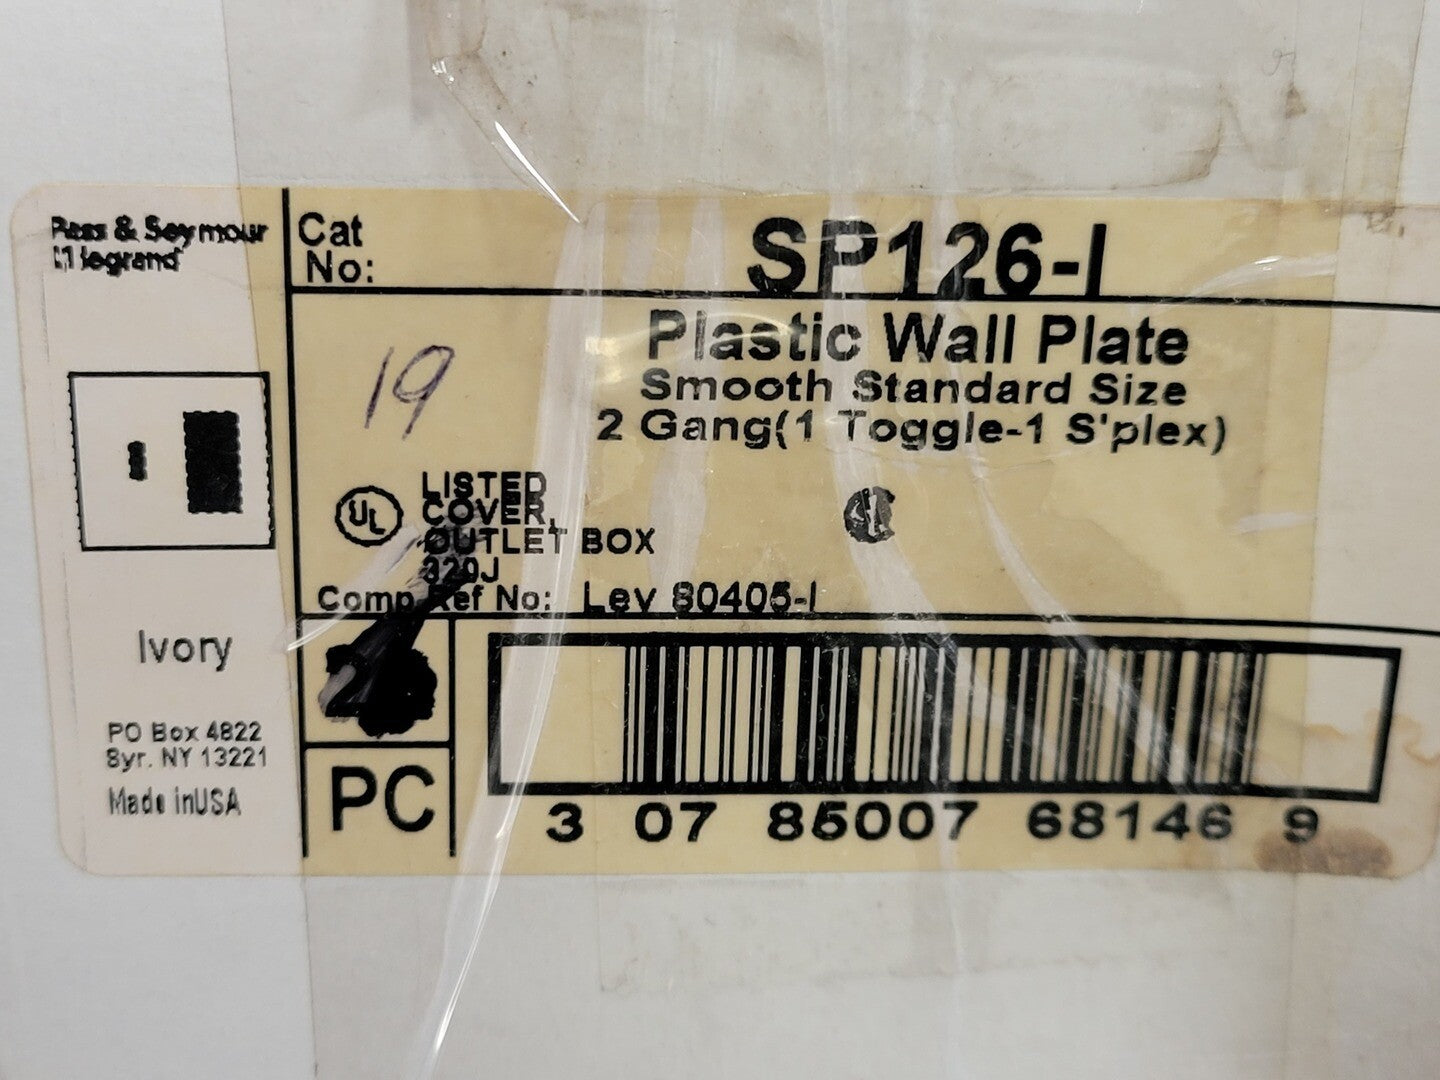 Pass & Seymour
legrand
Cat
No:
SP126-I
Plastic Wall Plate
Smooth Standard Size
2 Gang(1 Toggle-1 S'plex)
19
UL
LISTED
COVER,
OUTLET BOX
329J
Comp Ref No: Lev 80405-I
Ivory
PO Box 4822
Syr. NY 13221
Made inUSA
PC
3 07 85007 68146 9